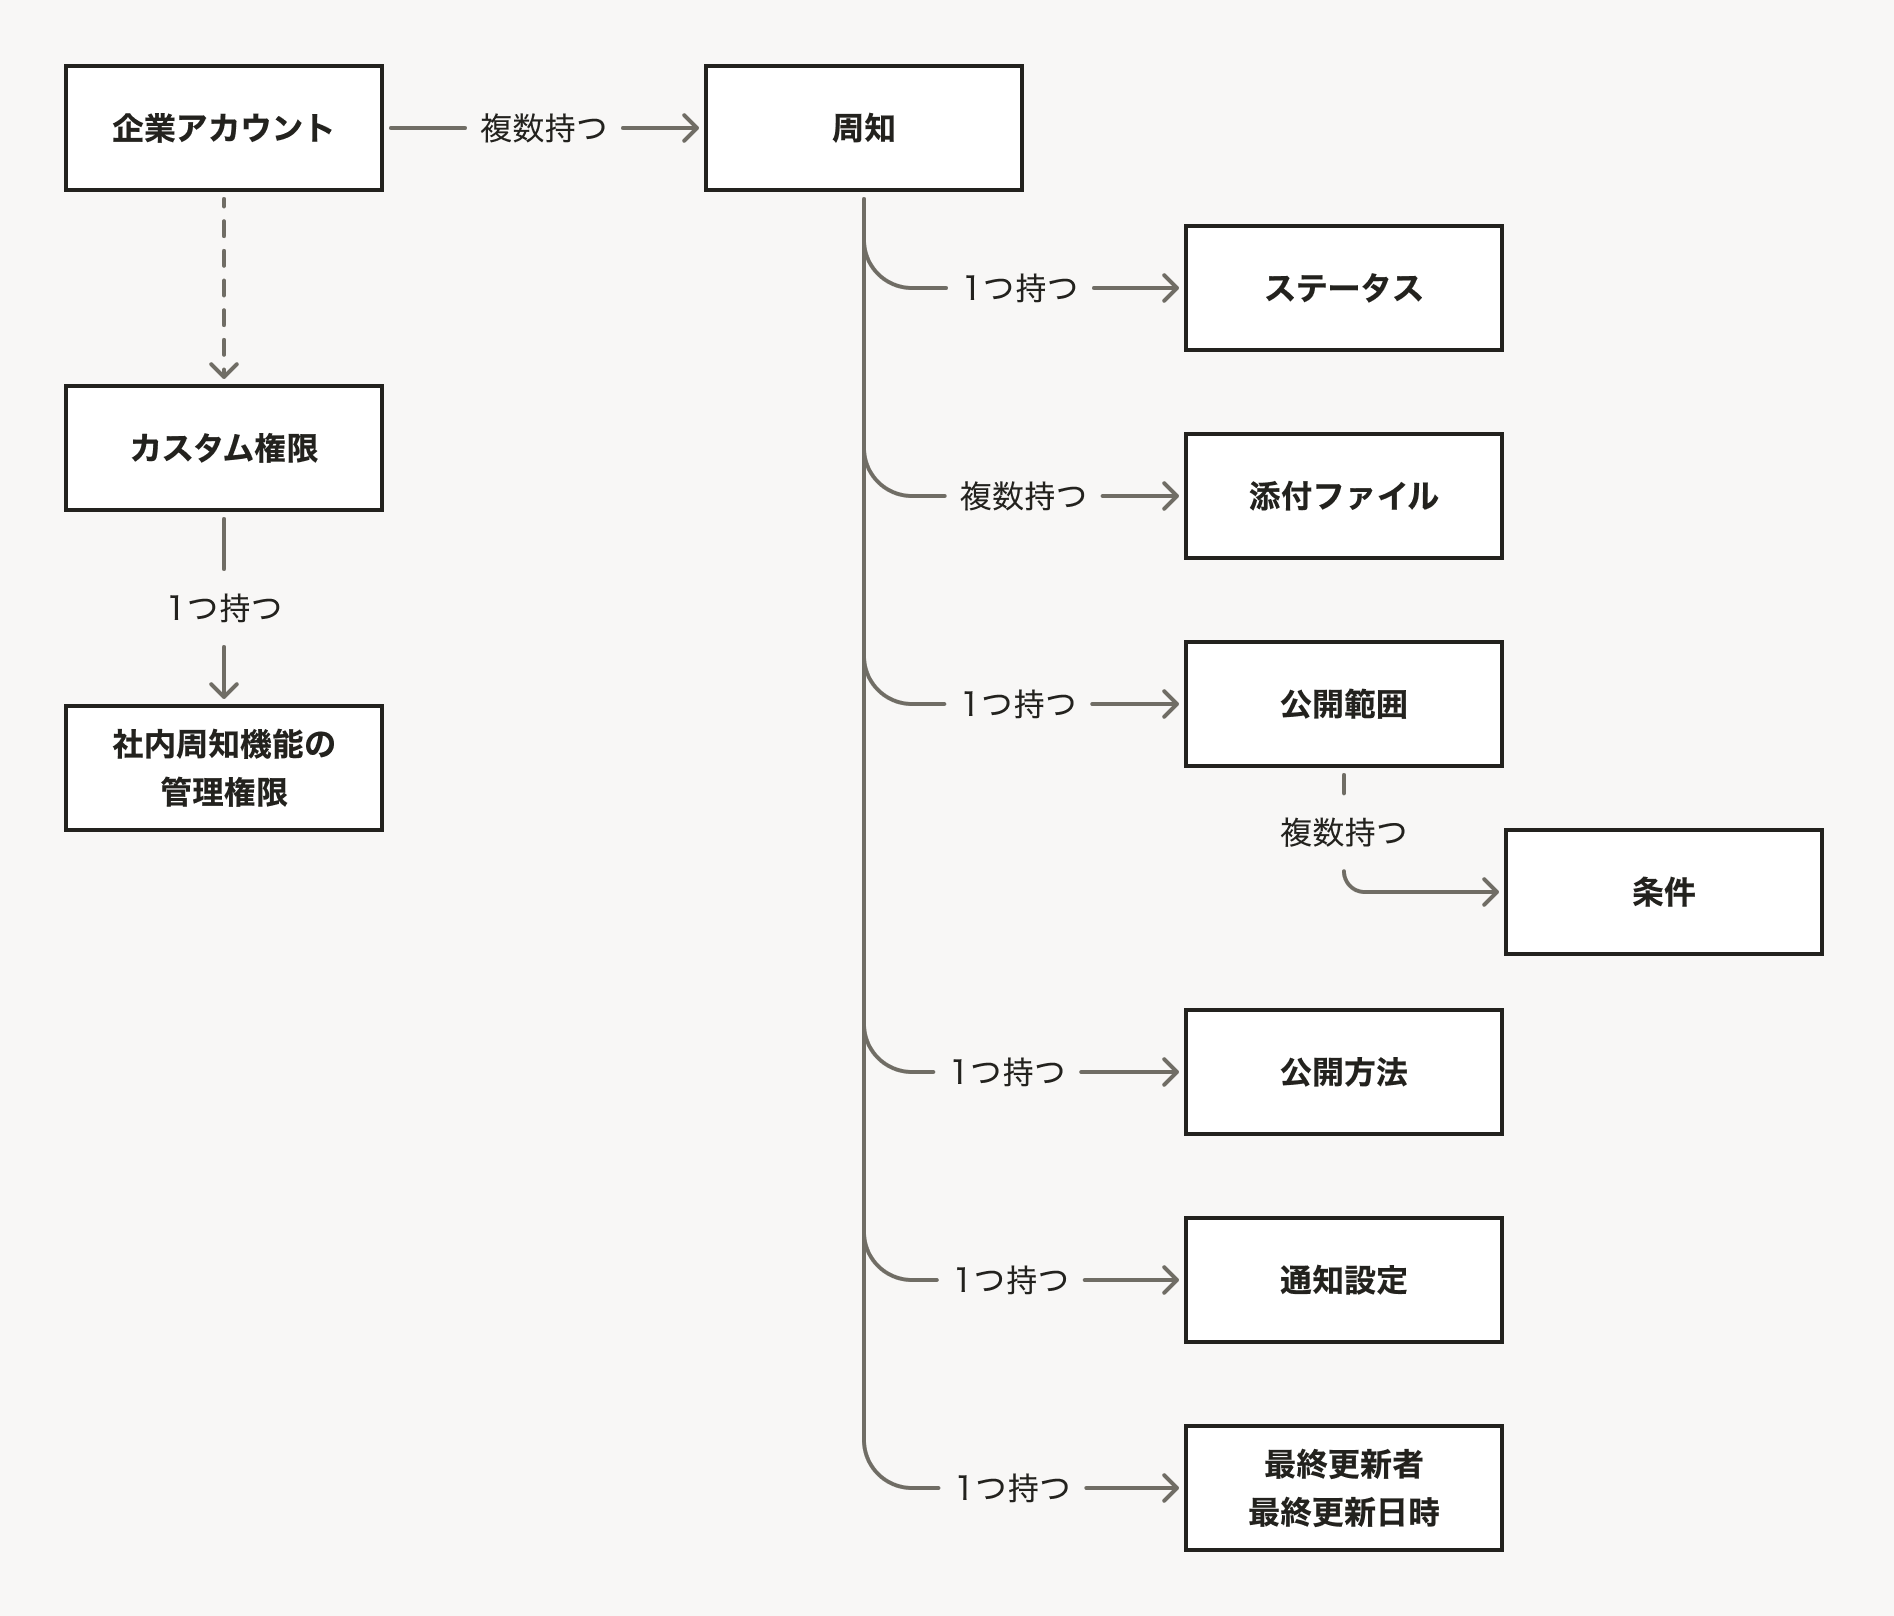 企業アカウント
複数持つ
周知
1つ持つ
ステータス
カスタム権限
複数持つ
添付ファイル
1つ持つ
社内周知機能の
管理権限
1つ持つ
公開範囲
複数持つ
条件
1つ持つ
公開方法
1つ持つ
通知設定
1つ持つ
最終更新者
最終更新日時